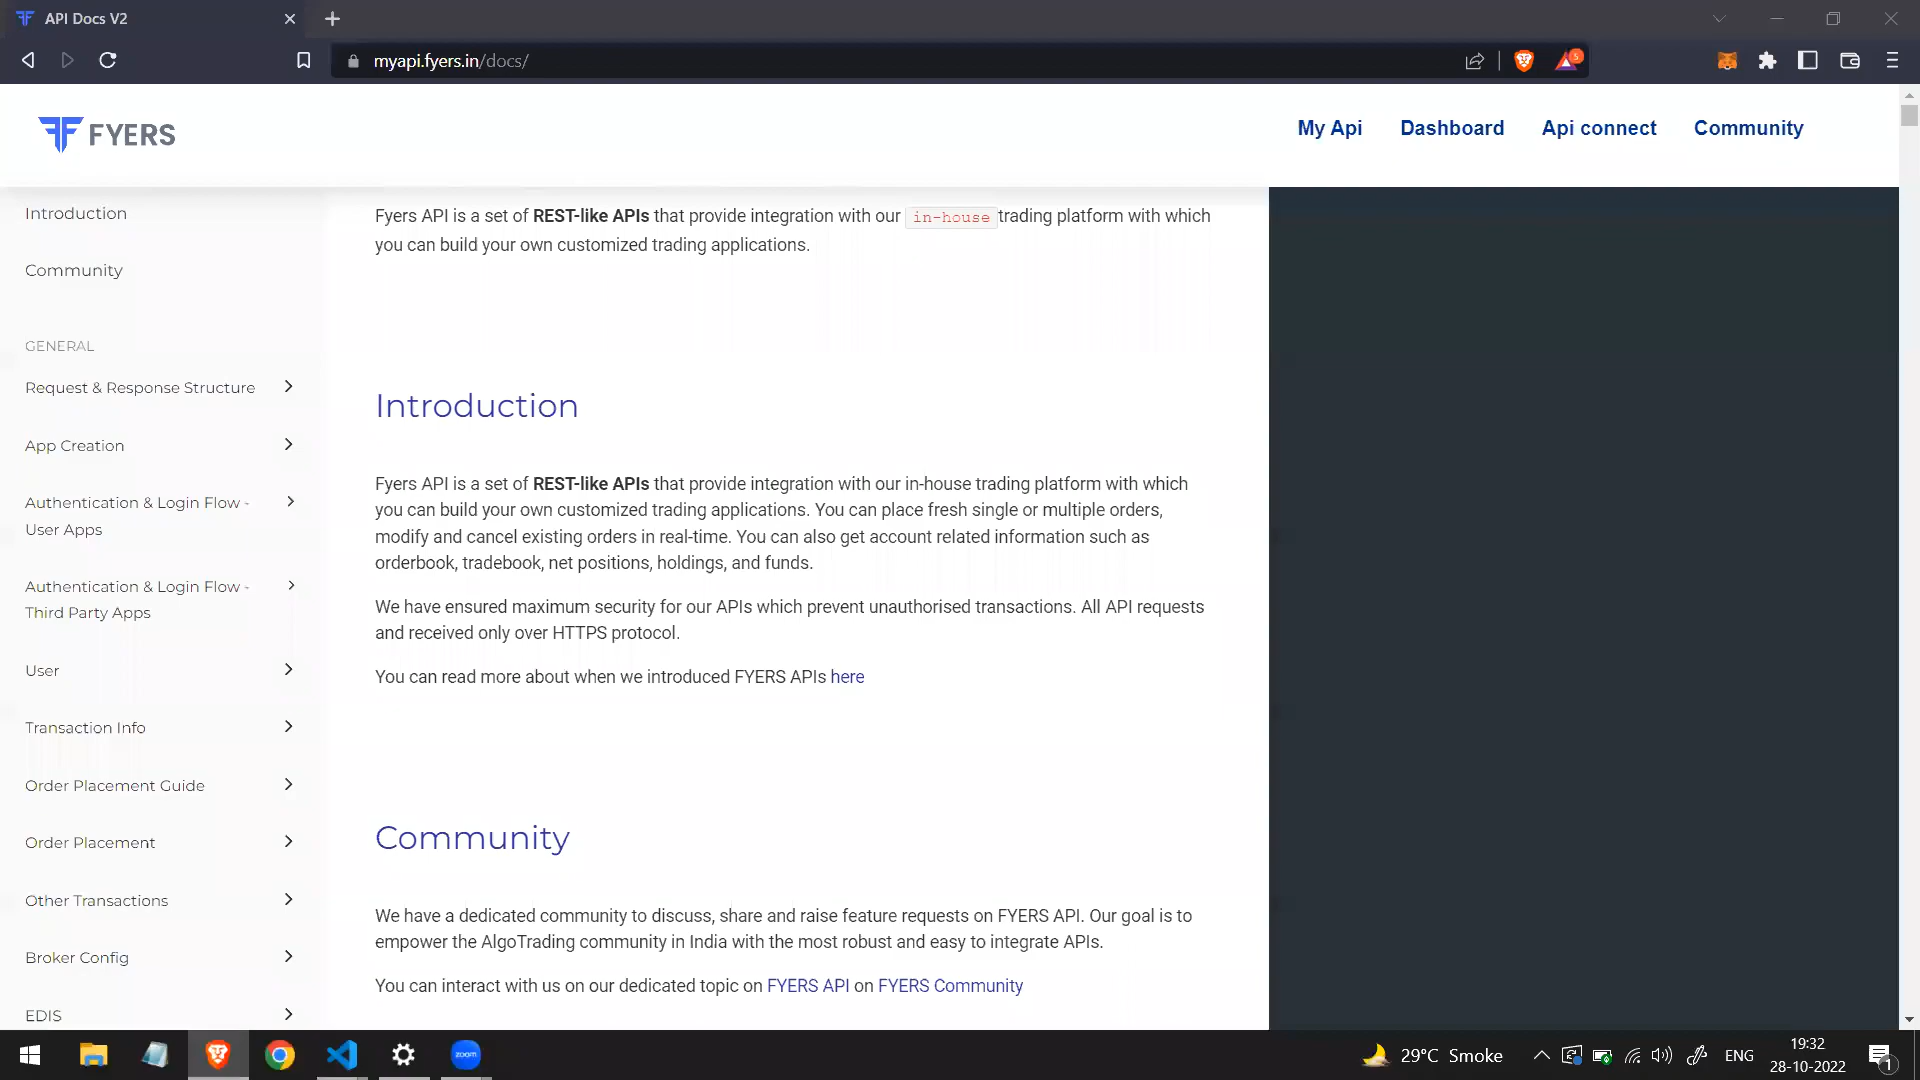 API Docs V2
myapi.fyers.in/docs/
5
FYERS
My Api
Dashboard
Api connect
Community
Introduction
Community
GENERAL
Request & Response Structure
App Creation
Authentication & Login Flow -
User Apps
Authentication & Login Flow -
Third Party Apps
User
Transaction Info
Order Placement Guide
Order Placement
Other Transactions
Broker Config
EDIS
Fyers API is a set of REST-like APIs that provide integration with our in-house trading platform with which
you can build your own customized trading applications.
Introduction
Fyers API is a set of REST-like APIs that provide integration with our in-house trading platform with which
you can build your own customized trading applications. You can place fresh single or multiple orders,
modify and cancel existing orders in real-time. You can also get account related information such as
orderbook, tradebook, net positions, holdings, and funds.
We have ensured maximum security for our APIs which prevent unauthorised transactions. All API requests
and received only over HTTPS protocol.
You can read more about when we introduced FYERS APIs here
Community
We have a dedicated community to discuss, share and raise feature requests on FYERS API. Our goal is to
empower the AlgoTrading community in India with the most robust and easy to integrate APIs.
You can interact with us on our dedicated topic on FYERS API on FYERS Community
zoom
29°C Smoke
ENG
19:32
28-10-2022
1